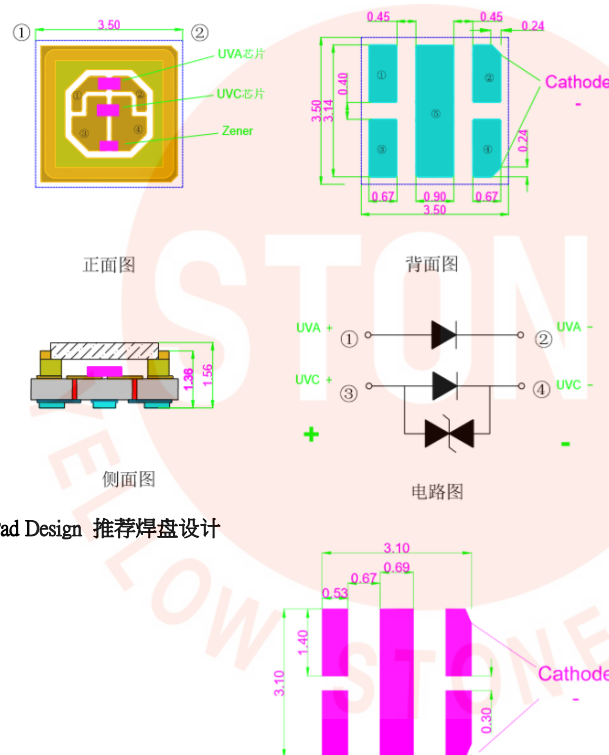 ① 3.50 ②
UVA芯片
UVC芯片
Zener
① ②
③ ④
正面图
0.45 0.45
0.24
① ②
Cathode
-
0.40
3.50
3.14
⑤
③ ④
0.24
0.67 0.90 0.67
3.50
背面图
1.36
1.56
侧面图
UVA + ① ② UVA -
UVC + ③ ④ UVC -
+ -
电路图
ad Design 推荐焊盘设计
3.10
0.69
0.67
0.53
1.40
3.10
Cathode
-
0.30
STON
YELLOW STONE